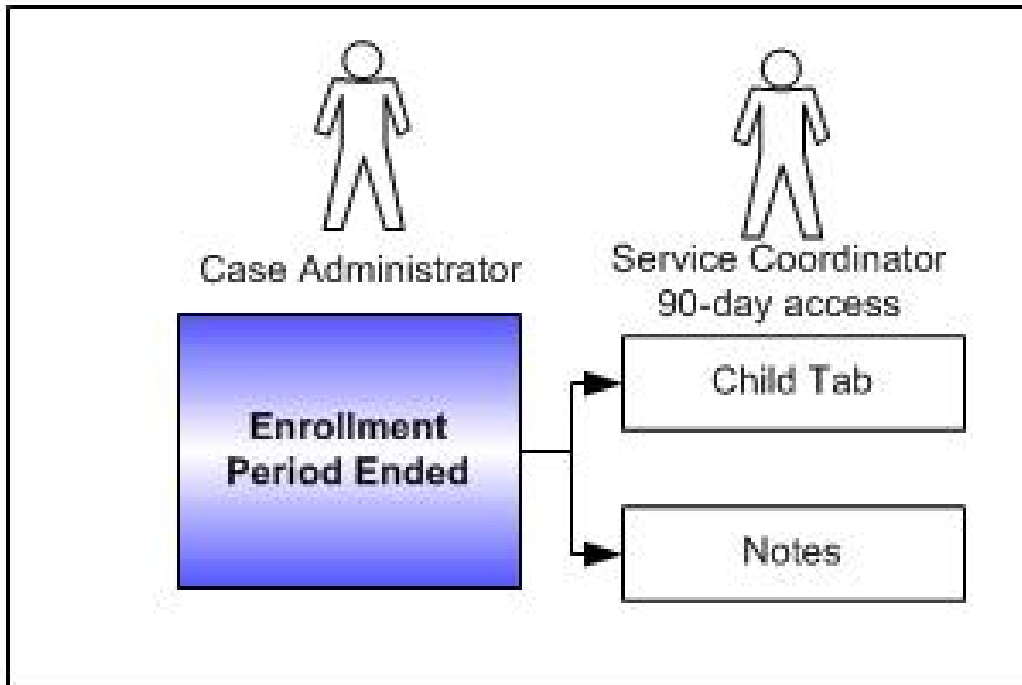 Case Administrator
Service Coordinator
90-day access
Enrollment
Period Ended
Child Tab
Notes